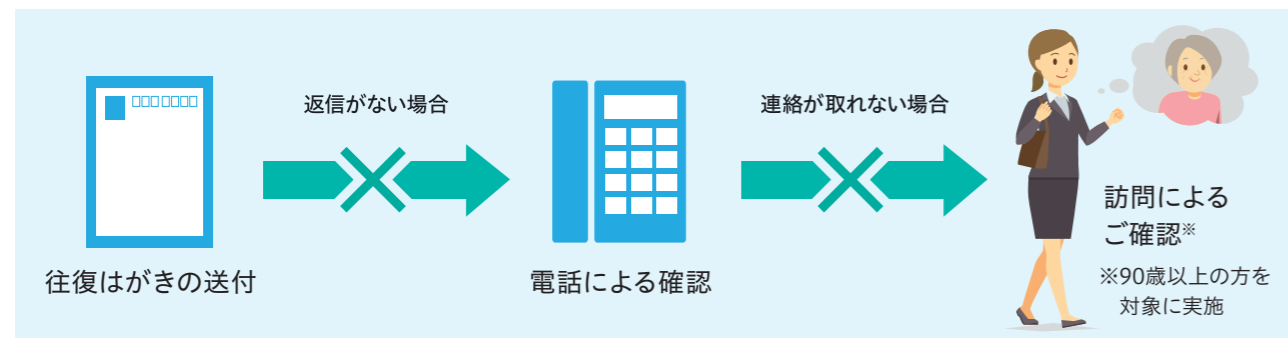 返信がない場合
連絡が取れない場合
往復はがきの送付
電話による確認
訪問による
ご確認※
※90歳以上の方を
対象に実施